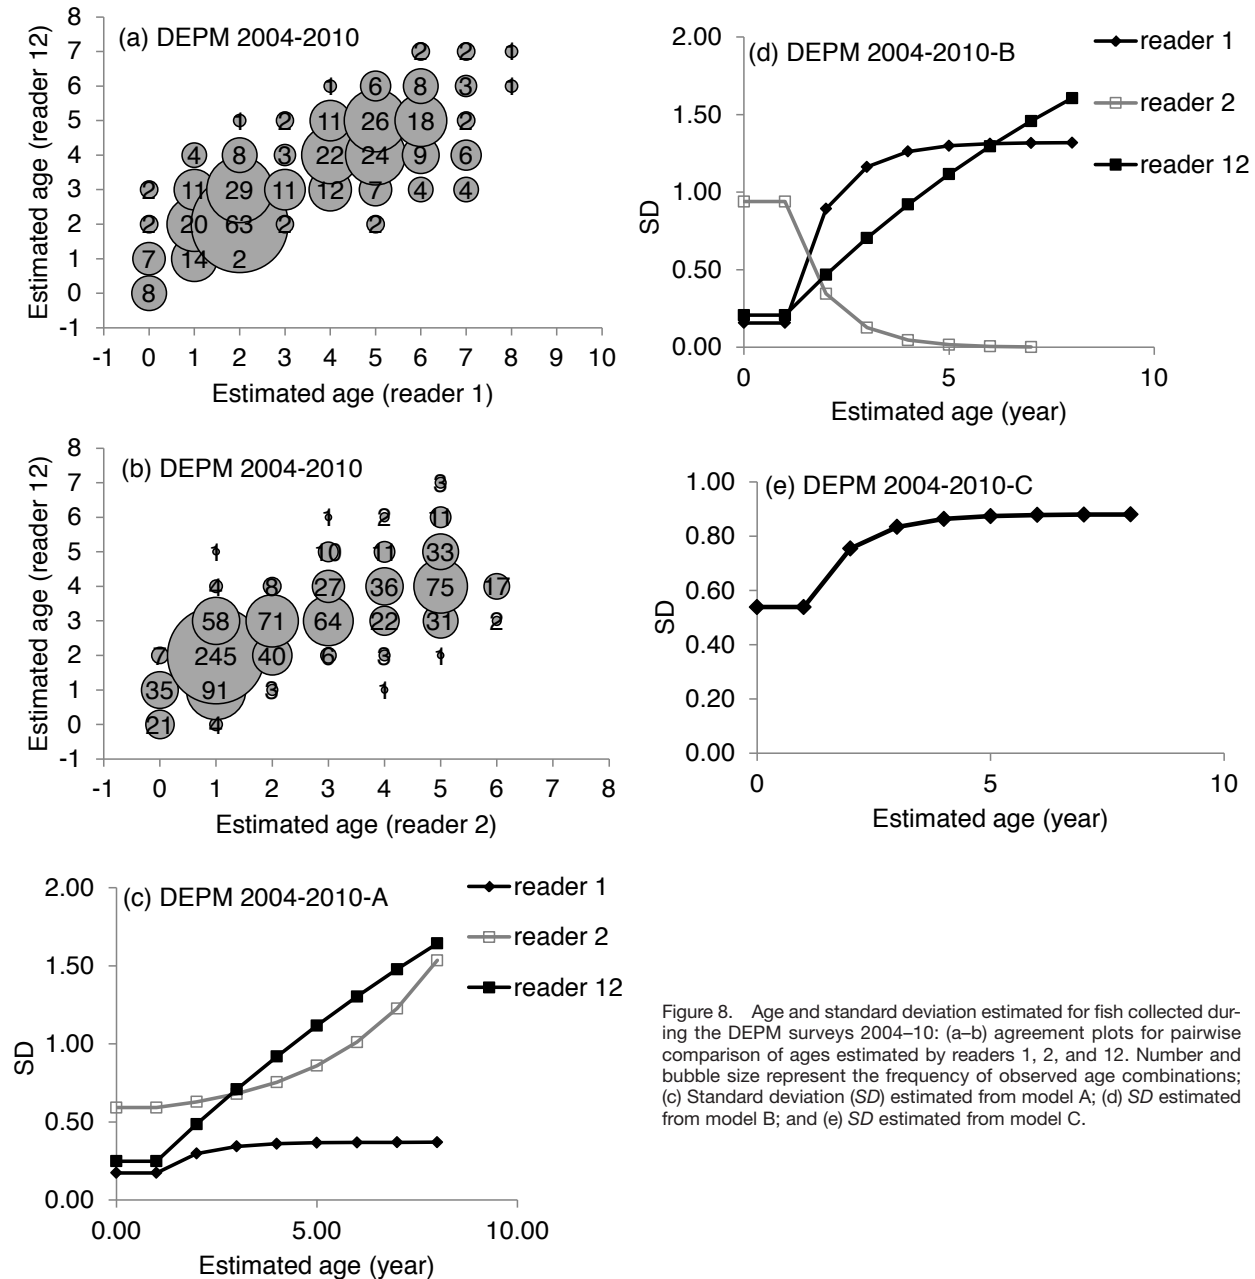 (a) DEPM 2004-2010
Estimated age (reader 12)
8
7 2 2 1
6 1 6 8 3 1
5 1 2 11 26 18 2
4 4 8 3 22 24 9 6
3 2 11 29 11 12 7 4 4
2 2 20 63 2 2
1 7 14 2
0 8
-1
-1 0 1 2 3 4 5 6 7 8 9 10
Estimated age (reader 1)
(b) DEPM 2004-2010
Estimated age (reader 12)
8
7 3
6 1 2 11
5 1 10 11 33
4 4 8 27 36 75 17
3 58 71 64 22 31 2
2 7 245 40 6 3 1
1 35 91 3 1
0 21 4
-1
-1 0 1 2 3 4 5 6 7 8
Estimated age (reader 2)
(c) DEPM 2004-2010-A
reader 1
reader 2
reader 12
SD
2.00
1.50
1.00
0.50
0.00
0.00 5.00 10.00
Estimated age (year)
(d) DEPM 2004-2010-B
reader 1
reader 2
reader 12
SD
2.00
1.50
1.00
0.50
0.00
0 5 10
Estimated age (year)
(e) DEPM 2004-2010-C
SD
1.00
0.80
0.60
0.40
0.20
0.00
0 5 10
Estimated age (year)
Figure 8. Age and standard deviation estimated for fish collected dur-
ing the DEPM surveys 2004–10: (a–b) agreement plots for pairwise
comparison of ages estimated by readers 1, 2, and 12. Number and
bubble size represent the frequency of observed age combinations;
(c) Standard deviation (SD) estimated from model A; (d) SD estimated
from model B; and (e) SD estimated from model C.